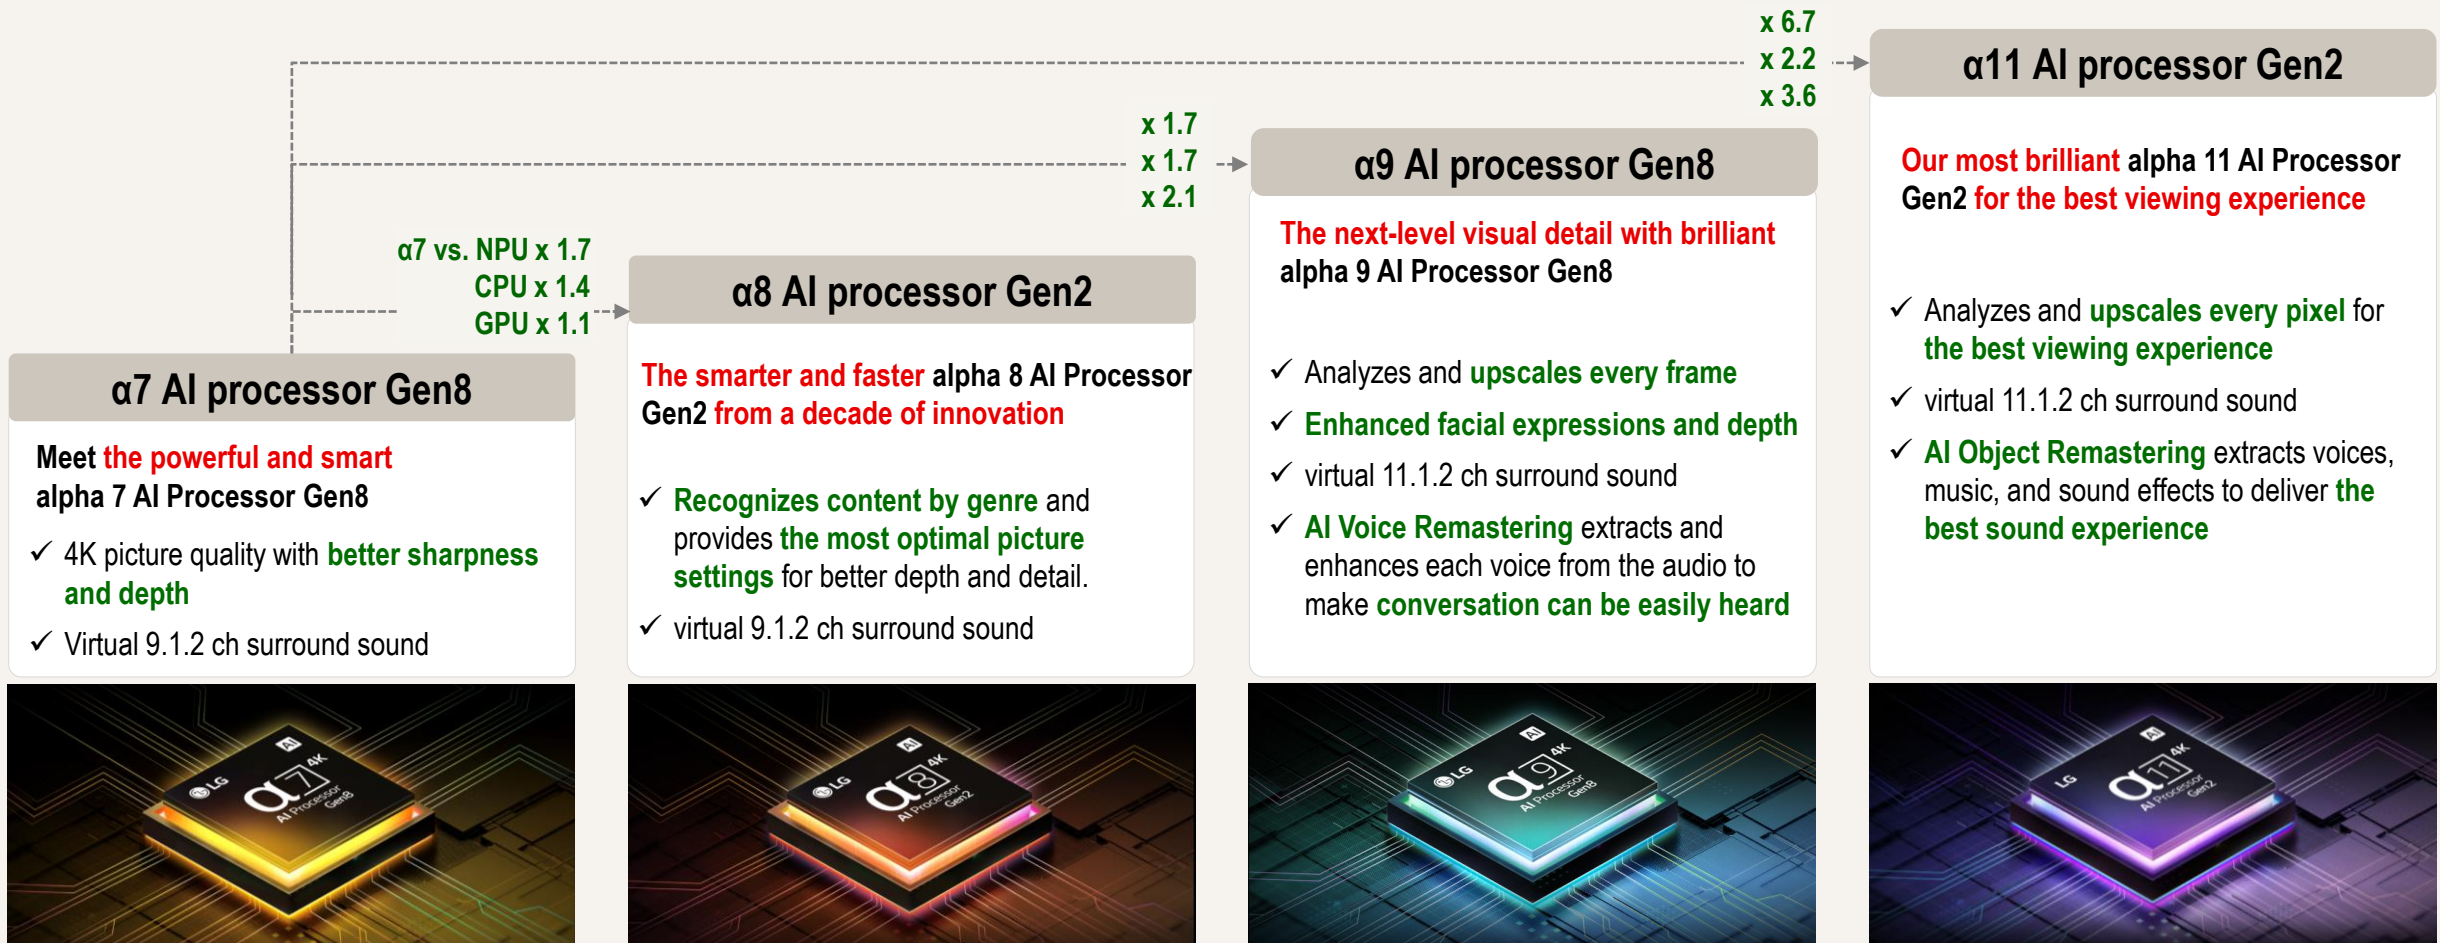 x 6.7
x 2.2
x 3.6
α11 AI processor Gen2
Our most brilliant alpha 11 AI Processor
Gen2 for the best viewing experience
✓ Analyzes and upscales every pixel for
the best viewing experience
✓ virtual 11.1.2 ch surround sound
✓ AI Object Remastering extracts voices,
music, and sound effects to deliver the
best sound experience
x 1.7
x 1.7
x 2.1
α9 AI processor Gen8
The next-level visual detail with brilliant
alpha 9 AI Processor Gen8
✓ Analyzes and upscales every frame
✓ Enhanced facial expressions and depth
✓ virtual 11.1.2 ch surround sound
✓ AI Voice Remastering extracts and
enhances each voice from the audio to
make conversation can be easily heard
α7 vs. NPU x 1.7
CPU x 1.4
GPU x 1.1
α8 AI processor Gen2
The smarter and faster alpha 8 AI Processor
Gen2 from a decade of innovation
✓ Recognizes content by genre and
provides the most optimal picture
settings for better depth and detail.
✓ virtual 9.1.2 ch surround sound
α7 AI processor Gen8
Meet the powerful and smart
alpha 7 AI Processor Gen8
✓ 4K picture quality with better sharpness
and depth
✓ Virtual 9.1.2 ch surround sound
AI
LG
α7 4K
AI Processor
Gen8
AI
LG
α8 4K
AI Processor
Gen2
AI
LG
α9 4K
AI Processor
Gen8
AI
LG
α11 4K
AI Processor
Gen2